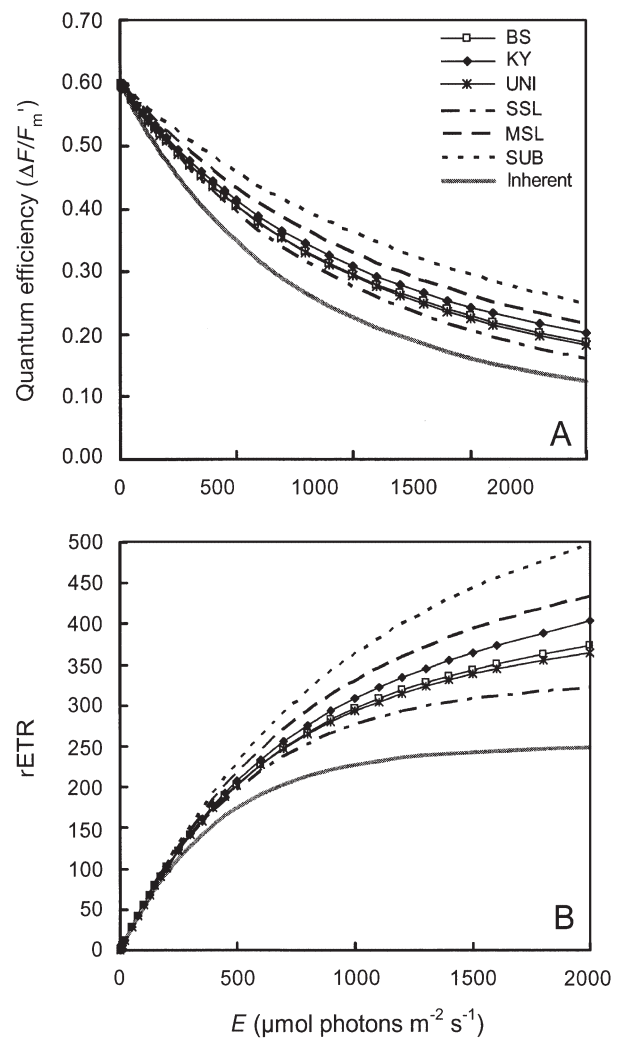 0.70
0.60
0.50
0.40
0.30
0.20
0.10
0.00
Quantum efficiency (ΔF/Fm')
BS
KY
UNI
SSL
MSL
SUB
Inherent
A
0 500 1000 1500 2000
500
450
400
350
300
250
200
150
100
50
0
rETR
B
0 500 1000 1500 2000
E (µmol photons m-2 s-1)